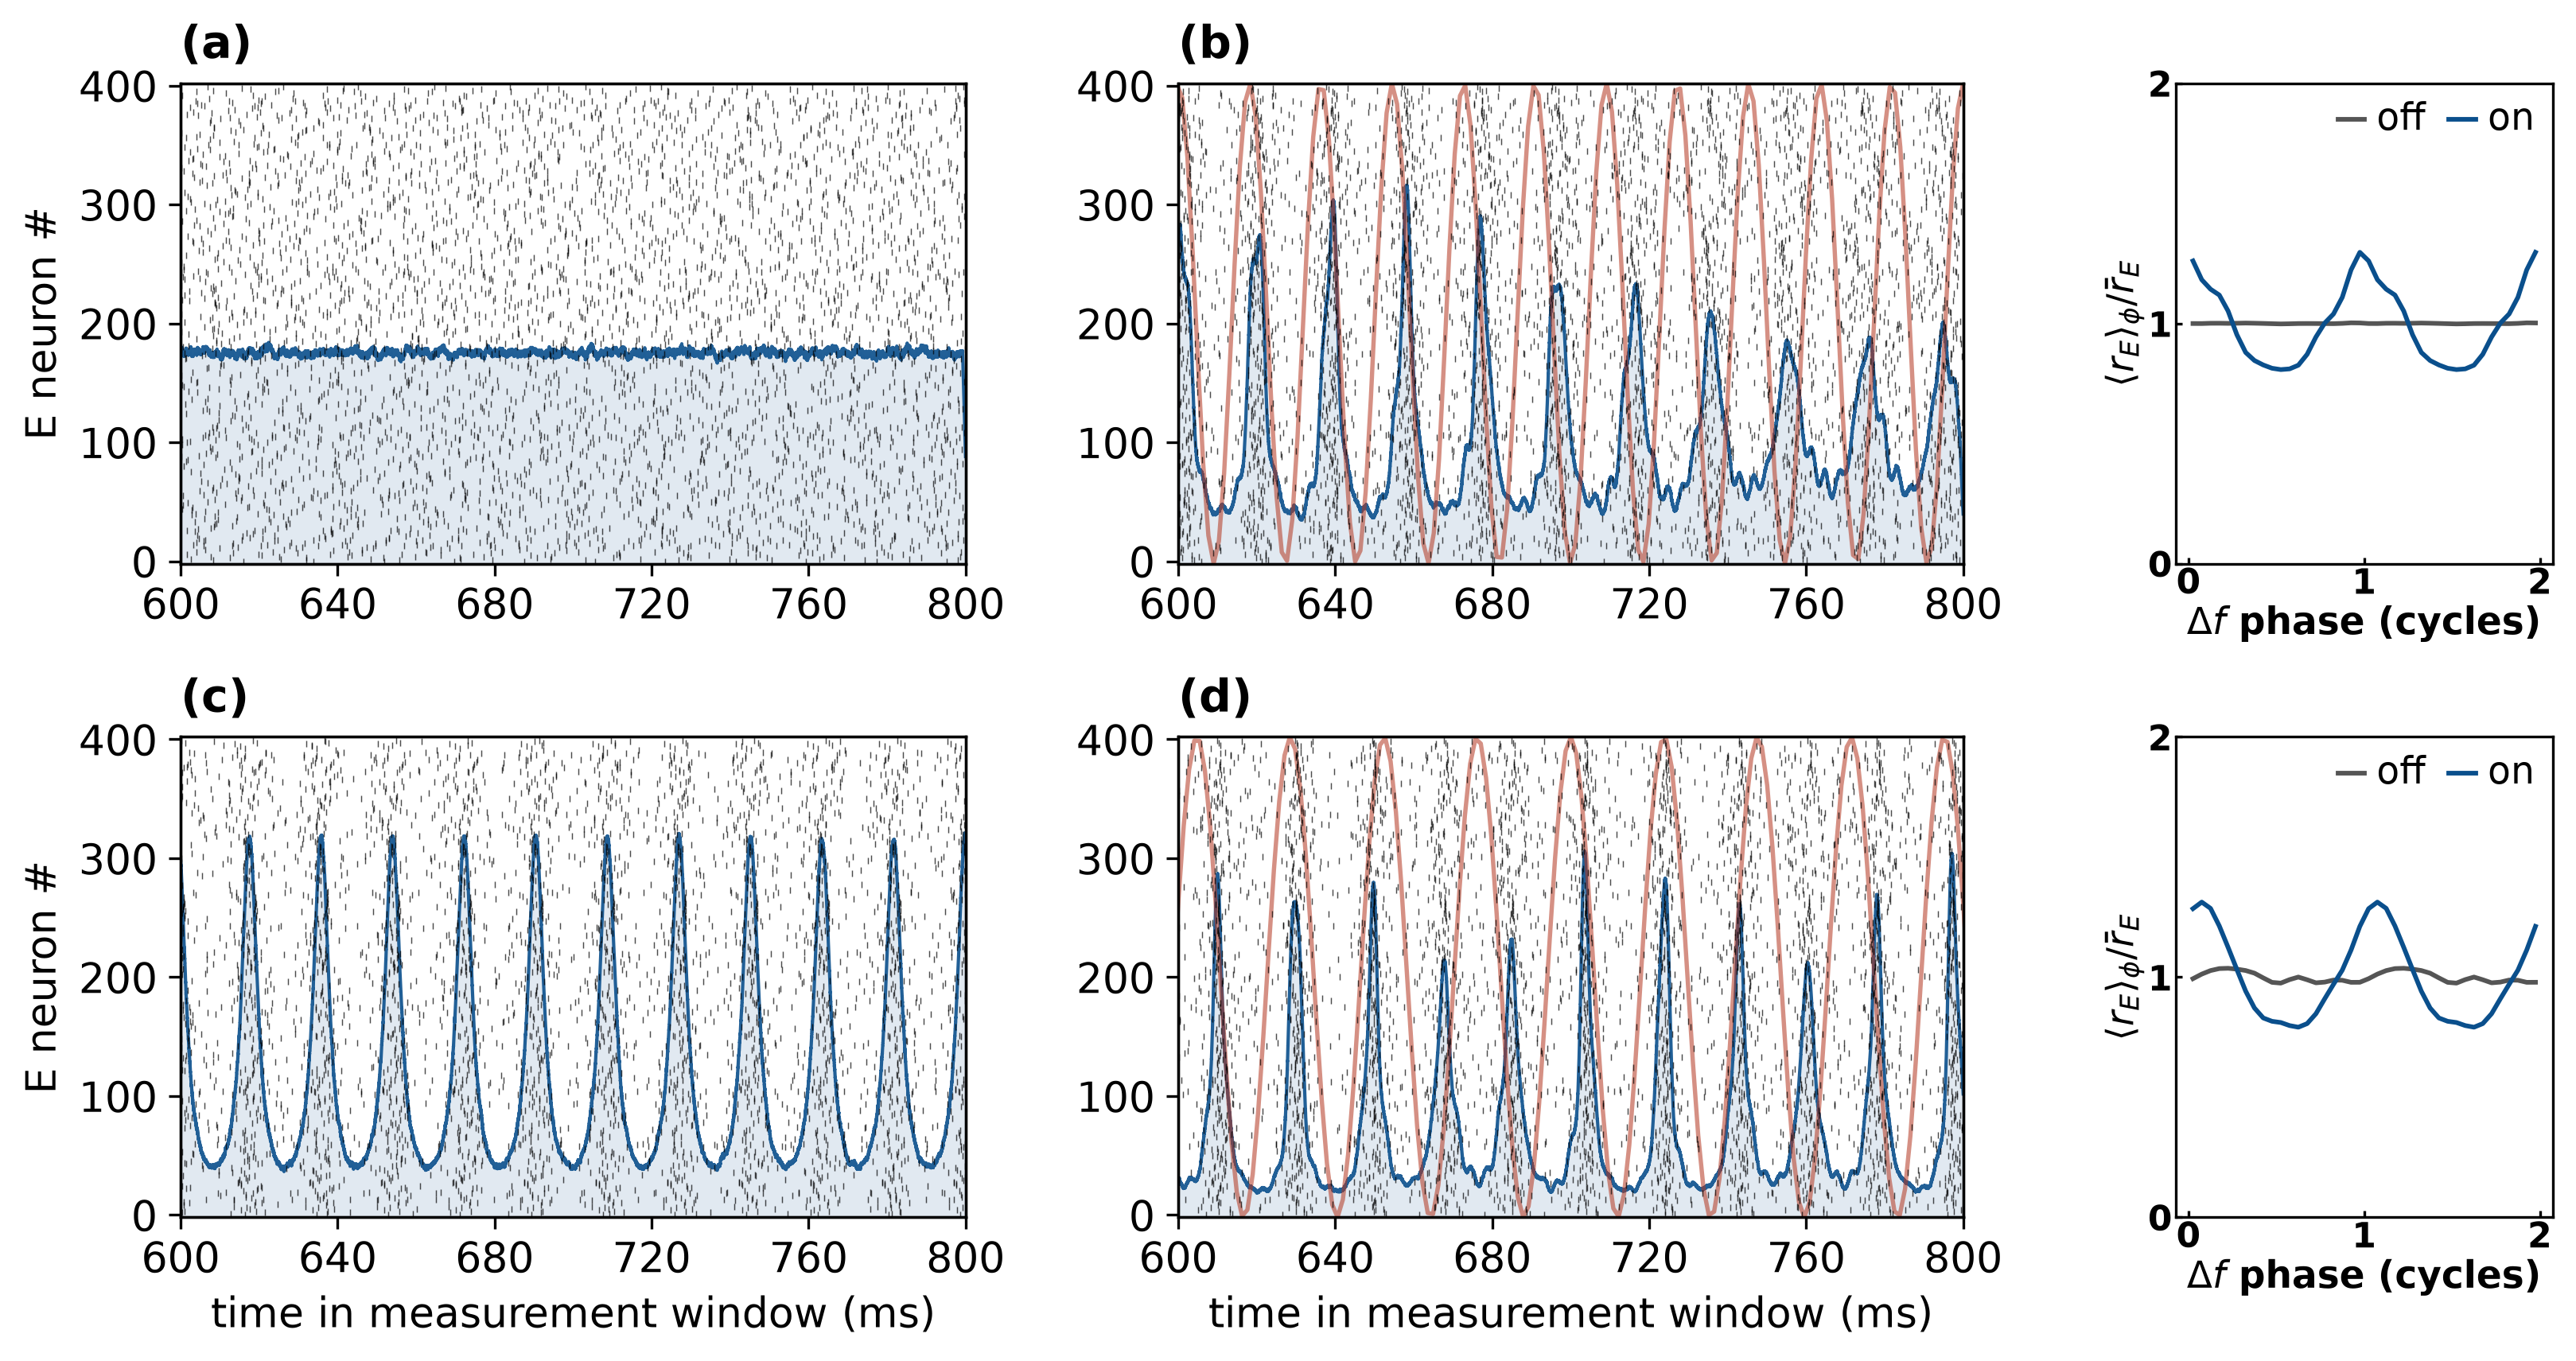 (a)
400
300
200
100
0
E neuron #
600 640 680 720 760 800
(b)
400
300
200
100
0
600 640 680 720 760 800
2
1
0
⟨r_E⟩_ϕ/r̄_E
off on
0 1 2
Δf phase (cycles)
(c)
400
300
200
100
0
E neuron #
600 640 680 720 760 800
time in measurement window (ms)
(d)
400
300
200
100
0
600 640 680 720 760 800
time in measurement window (ms)
2
1
0
⟨r_E⟩_ϕ/r̄_E
off on
0 1 2
Δf phase (cycles)